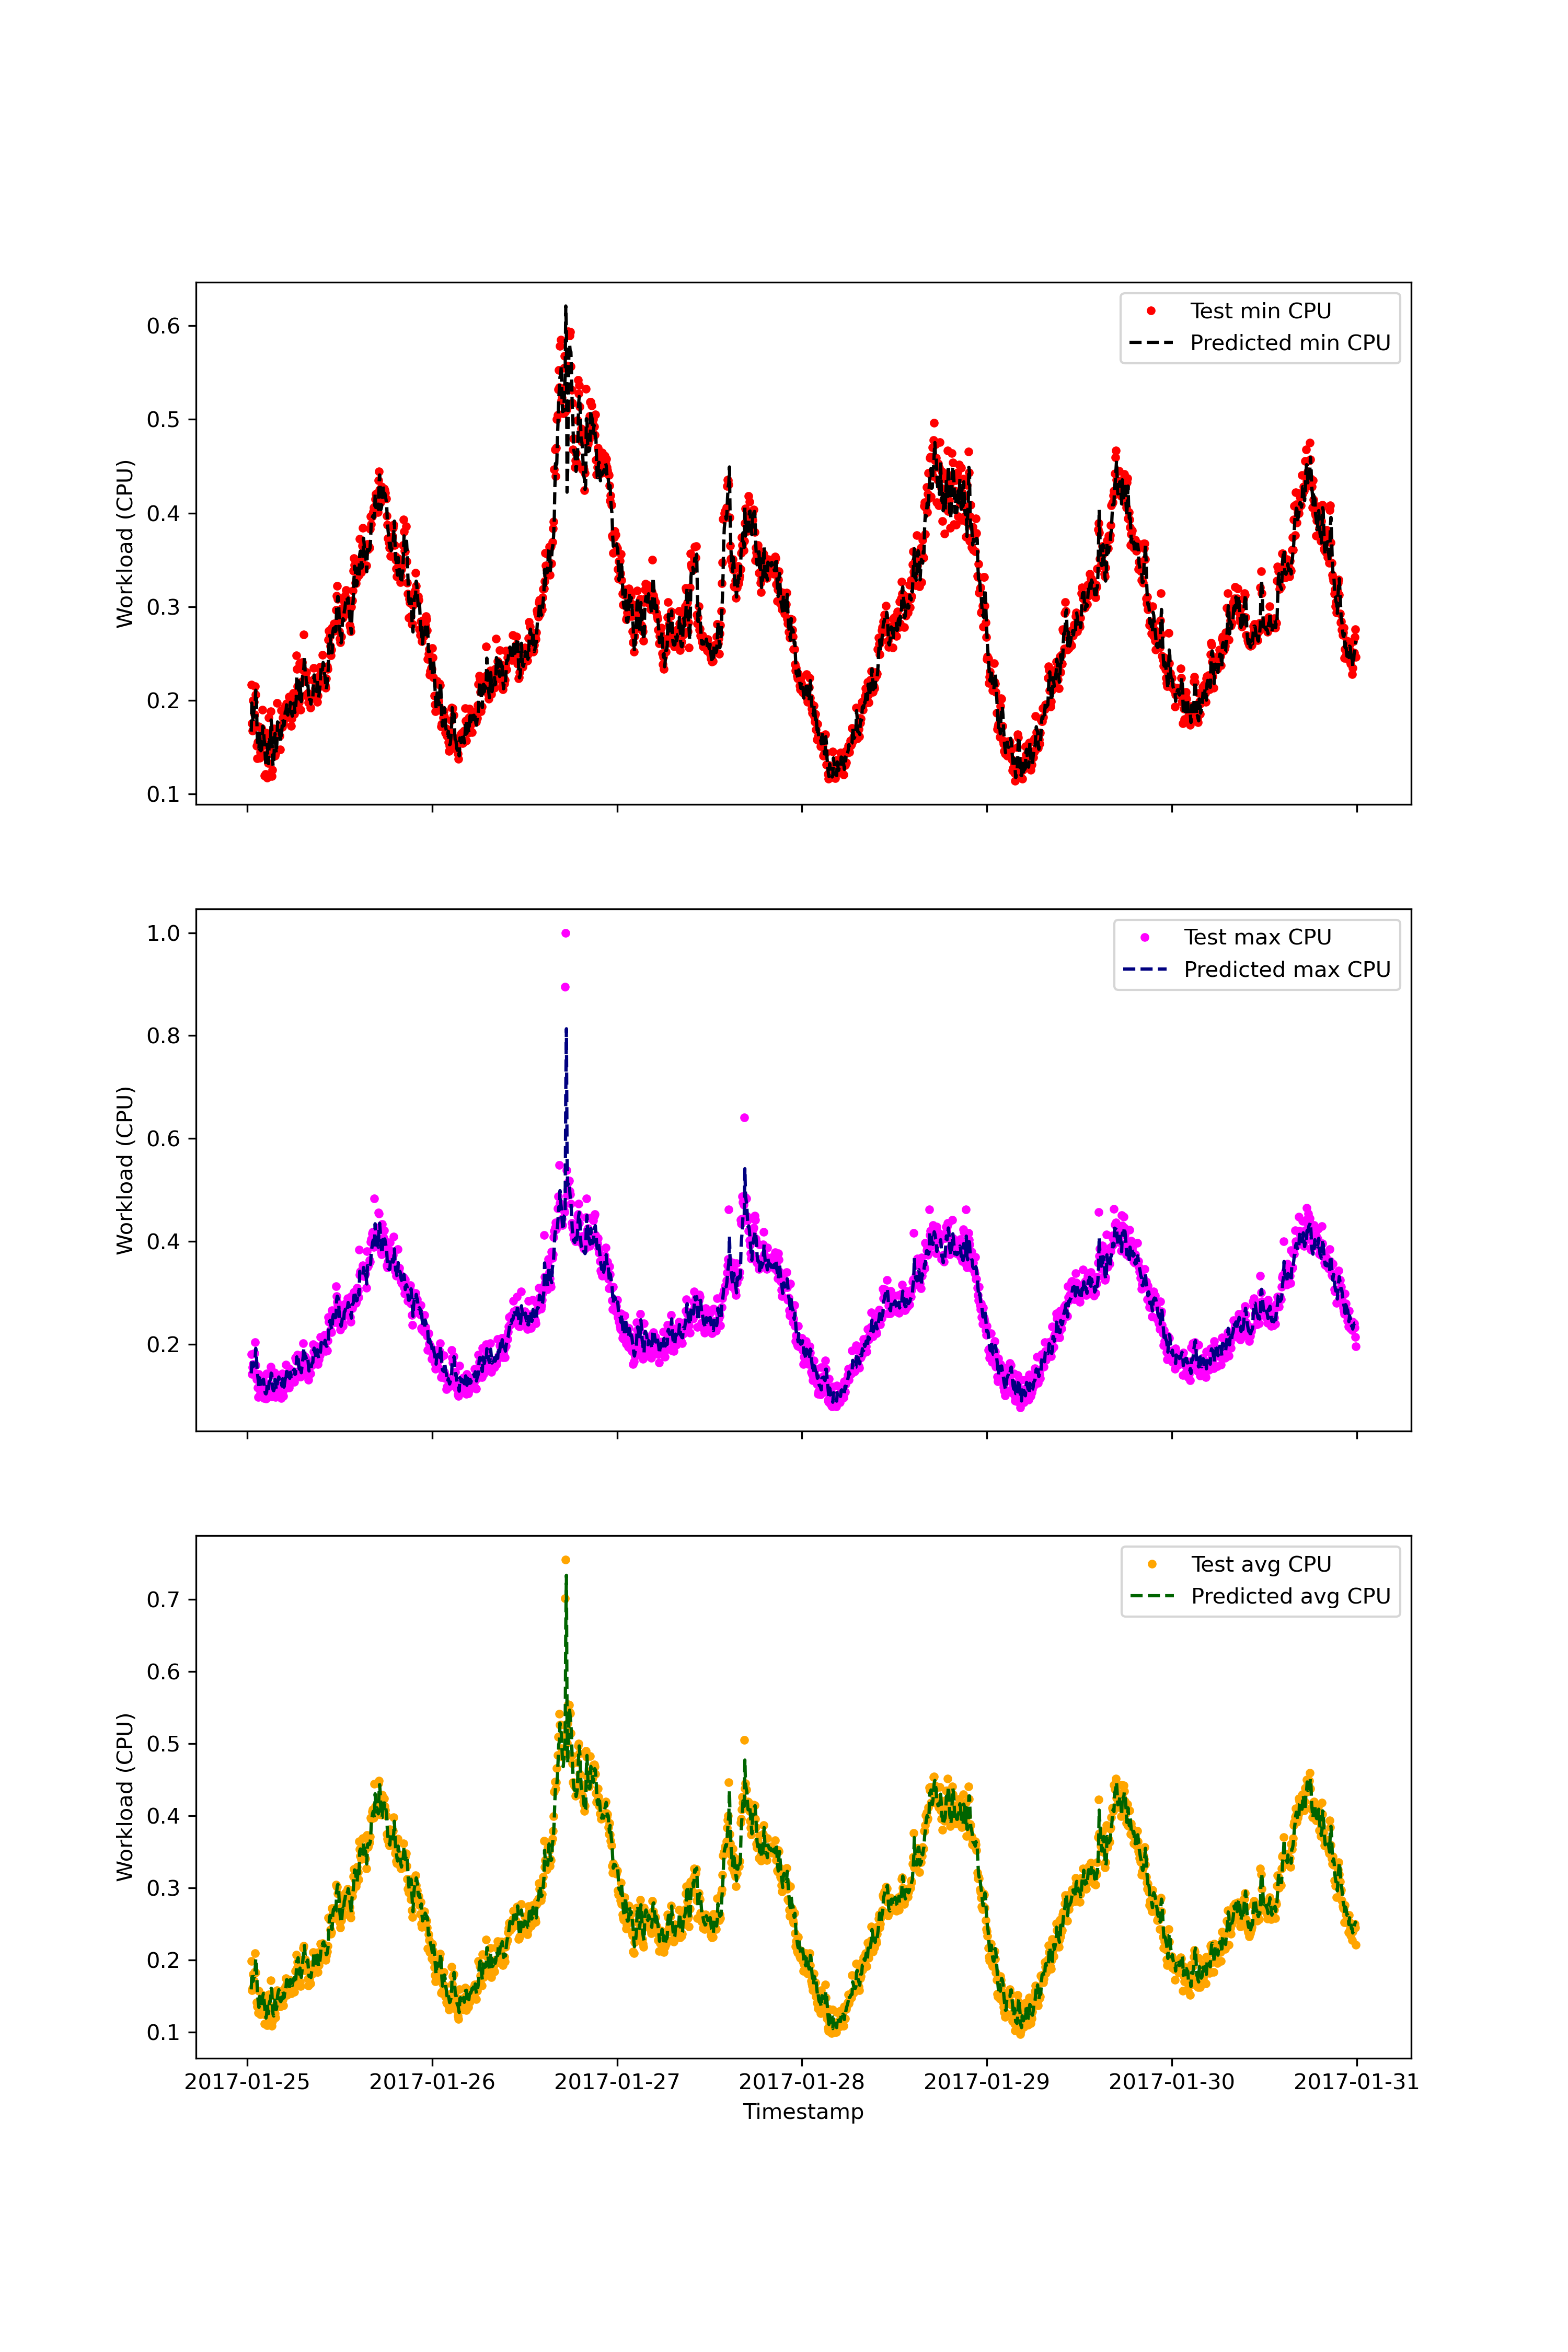 Test min CPU
Predicted min CPU
0.6
0.5
0.4
0.3
0.2
0.1
Workload (CPU)
Test max CPU
Predicted max CPU
1.0
0.8
0.6
0.4
0.2
Workload (CPU)
Test avg CPU
Predicted avg CPU
0.7
0.6
0.5
0.4
0.3
0.2
0.1
Workload (CPU)
2017-01-25 2017-01-26 2017-01-27 2017-01-28 2017-01-29 2017-01-30 2017-01-31
Timestamp